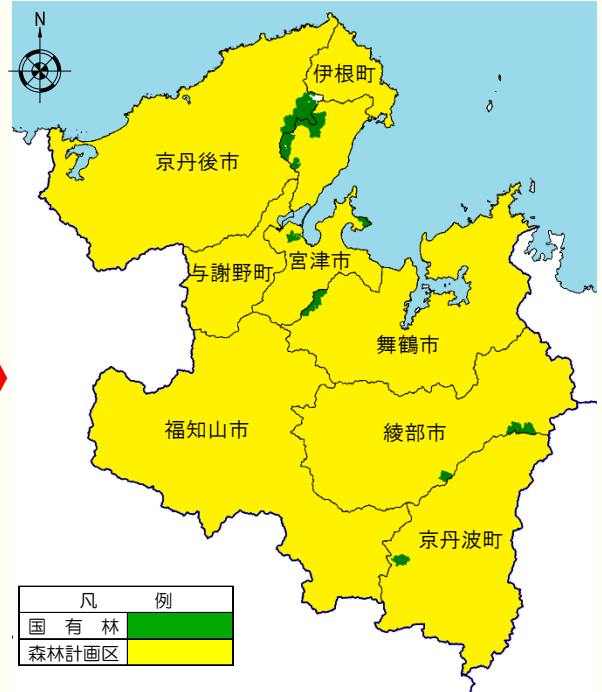 N
伊根町
京丹後市
与謝野町
宮津市
舞鶴市
福知山市
綾部市
京丹波町
凡 例
国 有 林
森林計画区